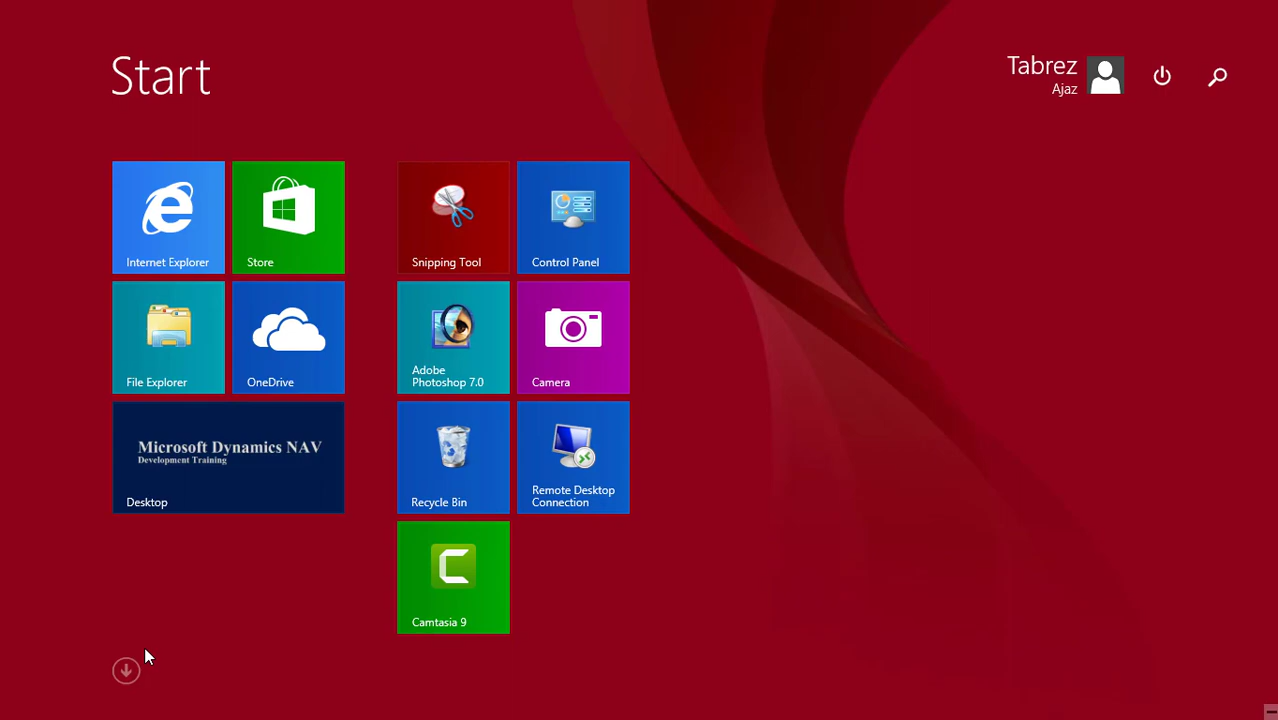 Start
Tabrez
Ajaz
Internet Explorer
Store
Snipping Tool
Control Panel
File Explorer
OneDrive
Adobe
Photoshop 7.0
Camera
Microsoft Dynamics NAV
Development Training
Desktop
Recycle Bin
Remote Desktop
Connection
Camtasia 9